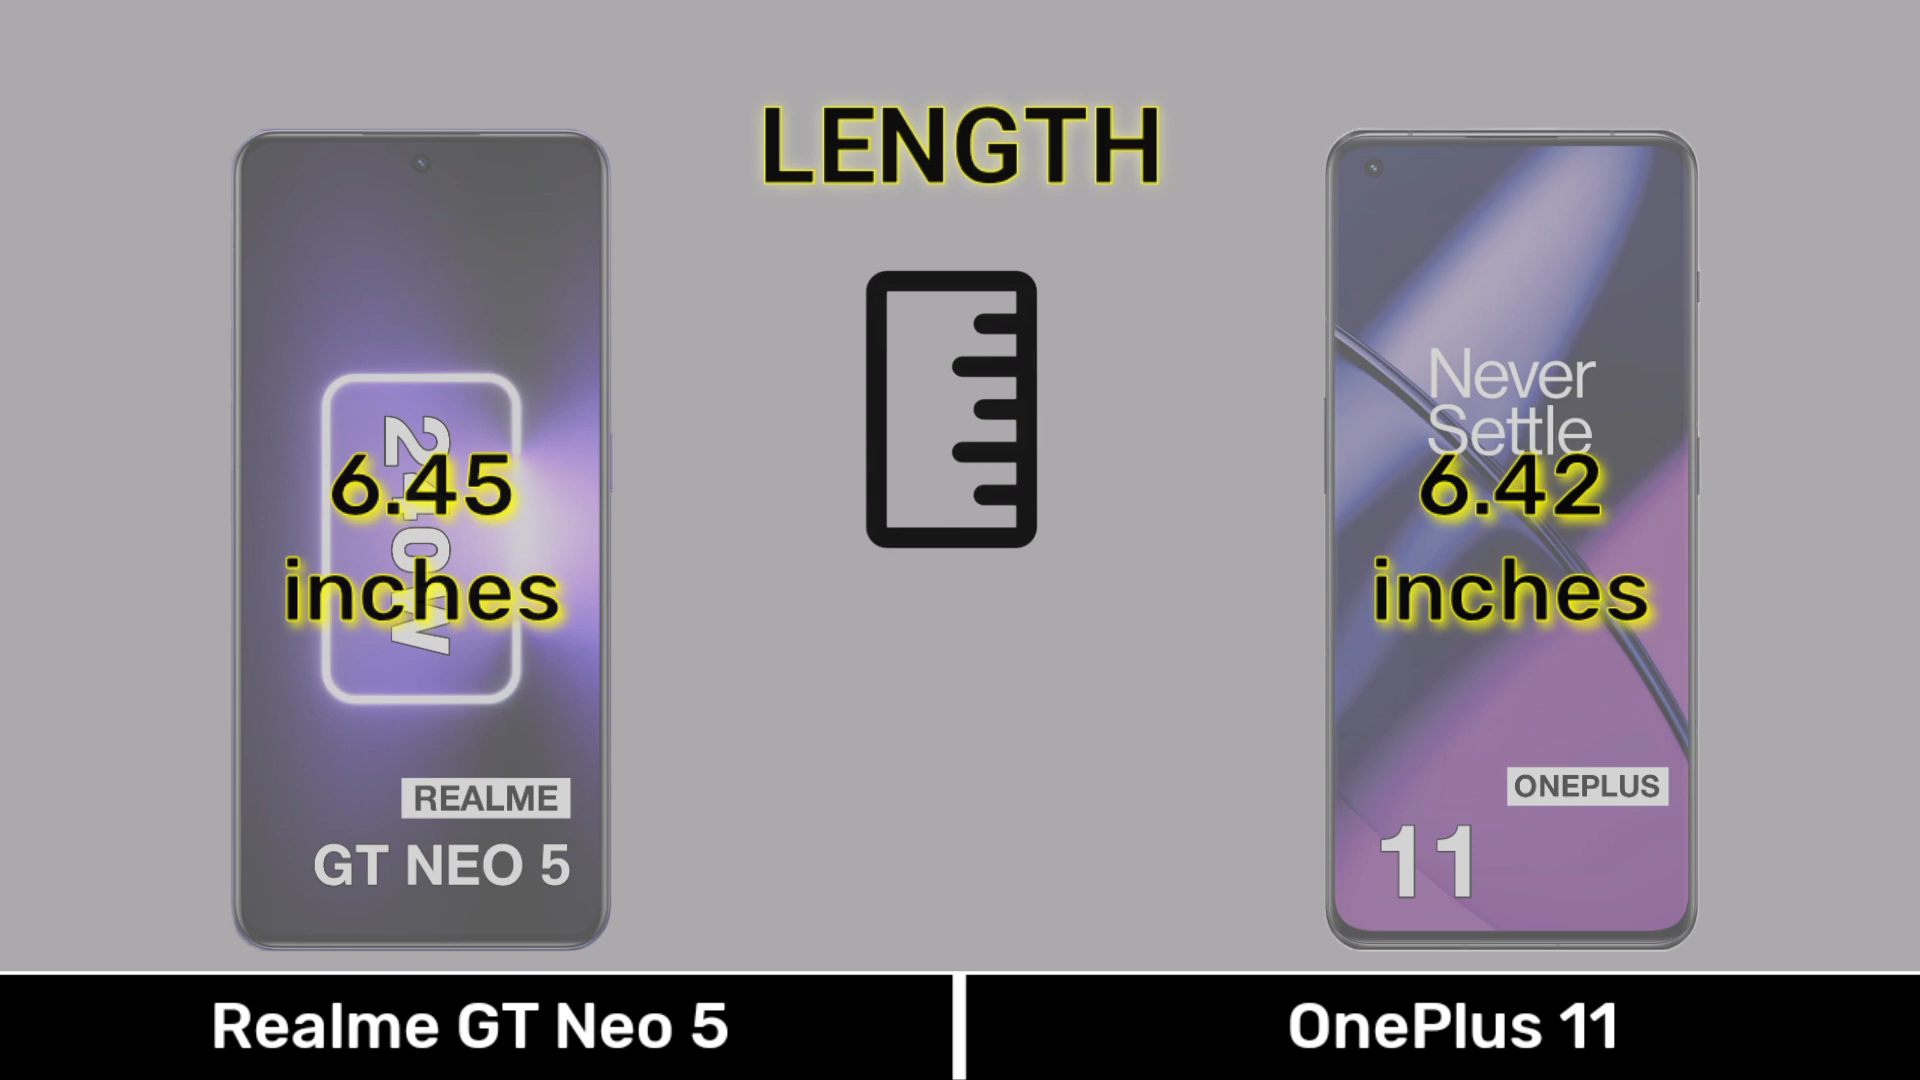 LENGTH
240W
6.45
inches
REALME
GT NEO 5
Never
Settle
6.42
inches
ONEPLUS
11
Realme GT Neo 5
OnePlus 11